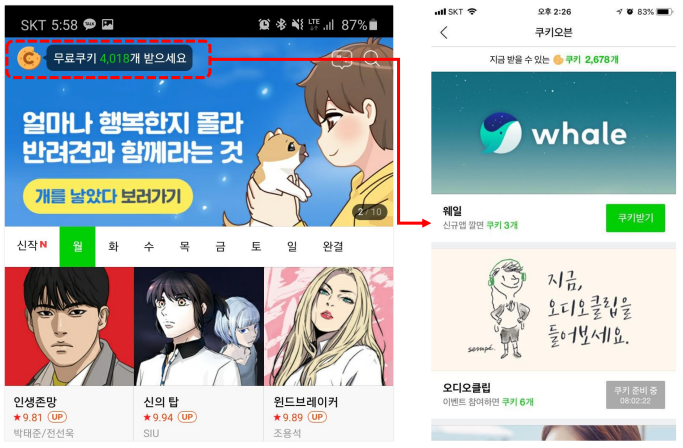 SKT 5:58
LTE
87%
무료쿠키 4,018개 받으세요
얼마나 행복한지 몰라
반려견과 함께라는 것
개를 낳았다 보러가기
2 / 10
신작 N
월
화
수
목
금
토
일
완결
인생존망
★9.81 UP
박태준/전선욱
신의 탑
★9.94 UP
SIU
윈드브레이커
★9.89 UP
조용석
SKT
오후 2:26
83%
쿠키오븐
지금 받을 수 있는 쿠키 2,678개
whale
웨일
신규앱 깔면 쿠키 3개
쿠키받기
지금,
오디오클립을
들어보세요.
sempé.
오디오클립
이벤트 참여하면 쿠키 6개
쿠키 준비 중
08:02:22